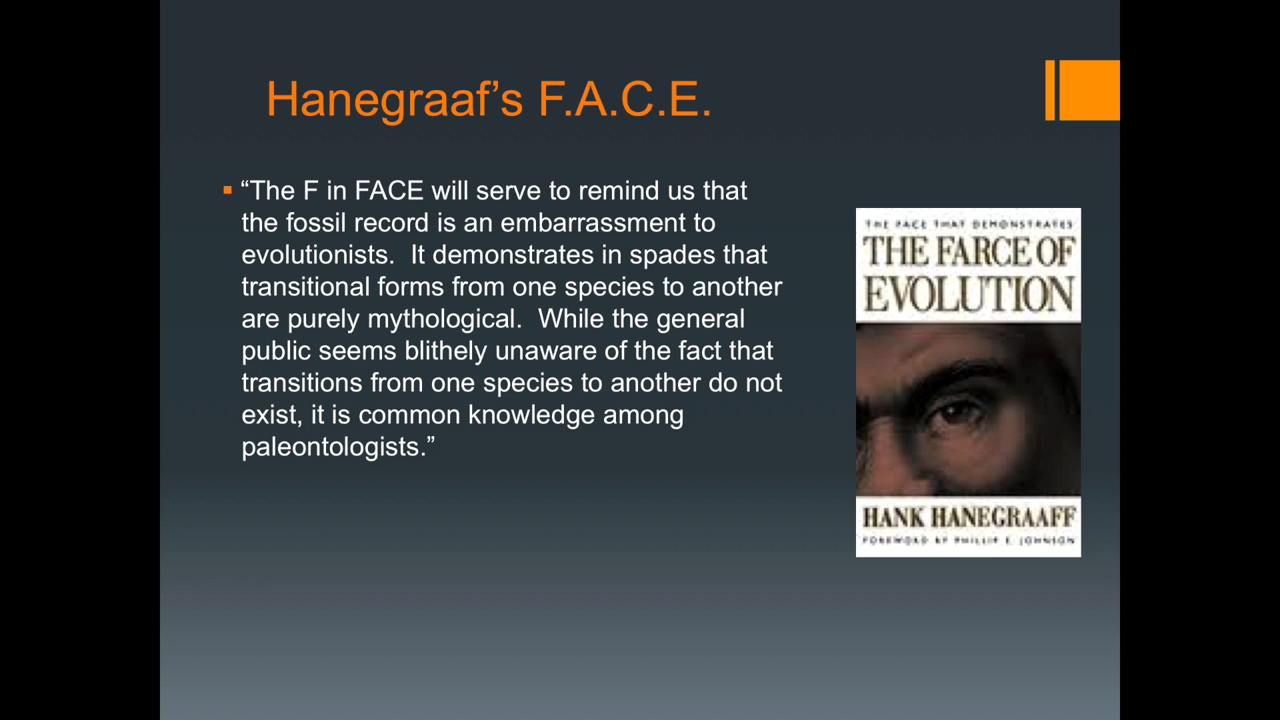 Hanegraaf’s F.A.C.E.
“The F in FACE will serve to remind us that
the fossil record is an embarrassment to
evolutionists.  It demonstrates in spades that
transitional forms from one species to another
are purely mythological.  While the general
public seems blithely unaware of the fact that
transitions from one species to another do not
exist, it is common knowledge among
paleontologists.”
THE FACE THAT DEMONSTRATES
THE FARCE OF
EVOLUTION
HANK HANEGRAAFF
FOREWORD BY PHILLIP E. JOHNSON